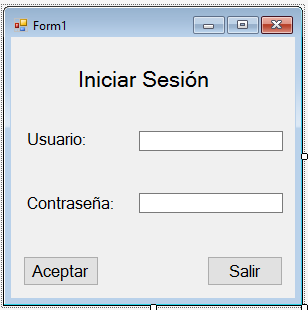 Form1
Iniciar Sesión
Usuario:
Contraseña:
Aceptar Salir